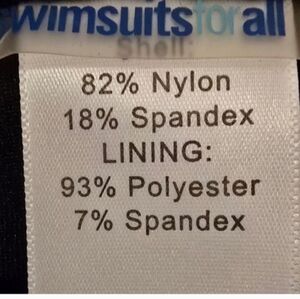 wimsuitsforall
Shell:
82% Nylon
18% Spandex
LINING:
93% Polyester
7% Spandex